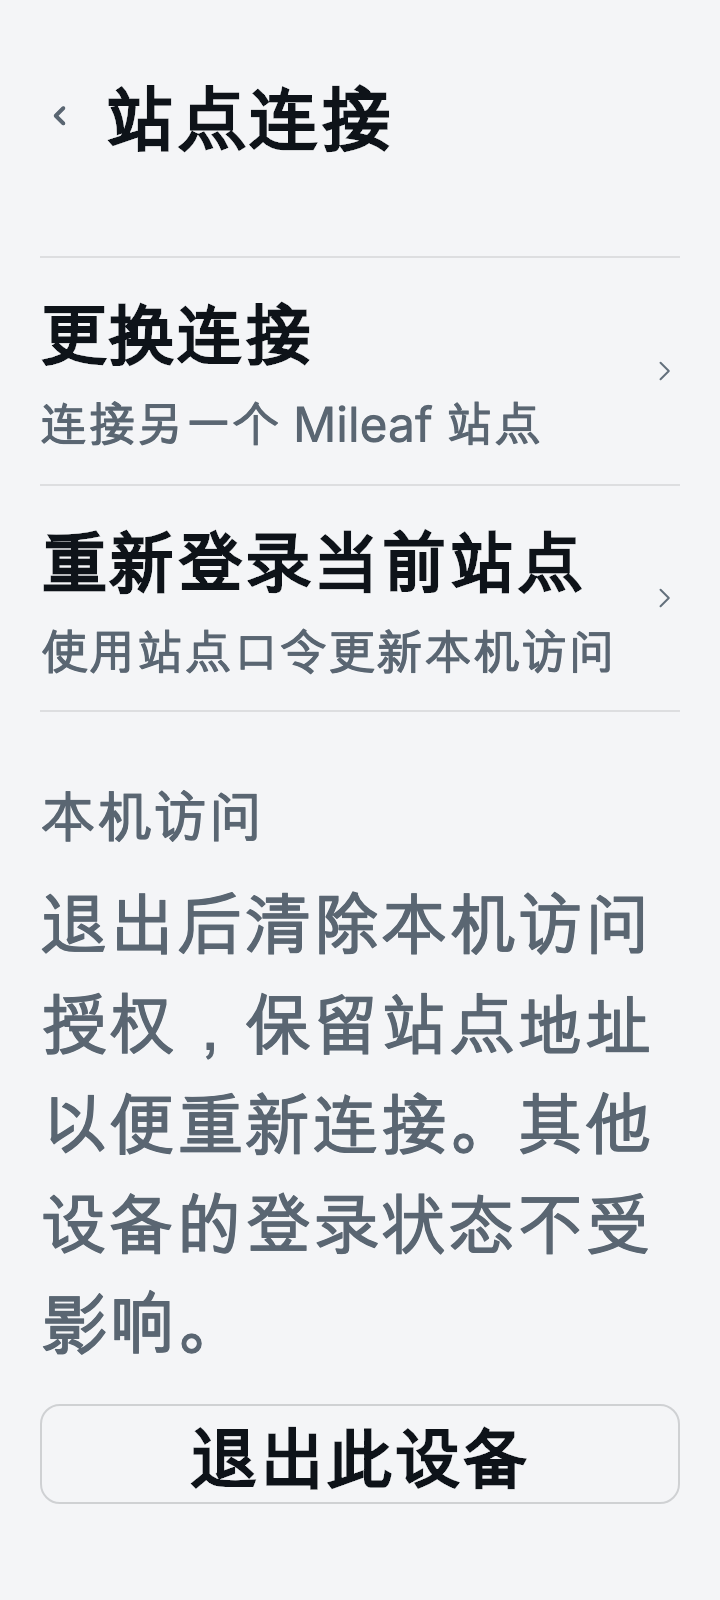 站点连接
更换连接
连接另一个 Mileaf 站点
重新登录当前站点
使用站点口令更新本机访问
本机访问
退出后清除本机访问
授权，保留站点地址
以便重新连接。其他
设备的登录状态不受
影响。
退出此设备